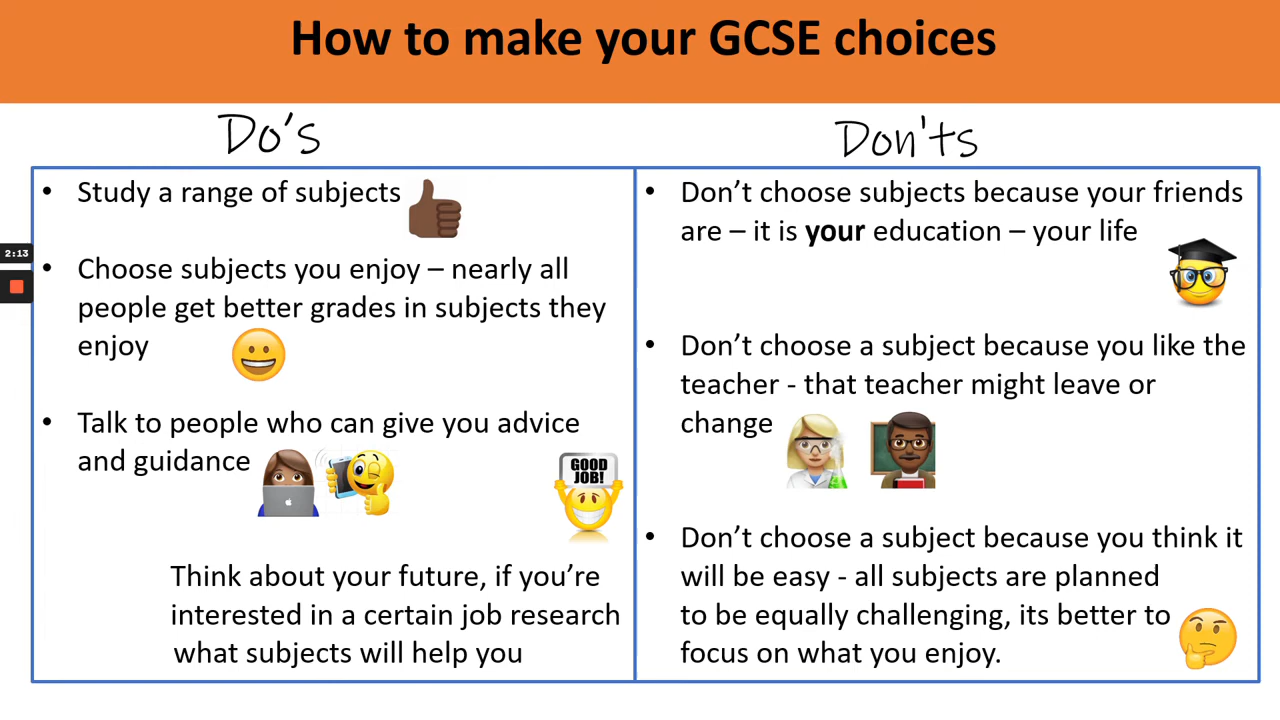 How to make your GCSE choices
Do's
• Study a range of subjects
• Choose subjects you enjoy – nearly all
people get better grades in subjects they
enjoy
• Talk to people who can give you advice
and guidance
GOOD
JOB!
Think about your future, if you’re
interested in a certain job research
what subjects will help you
2:13
Don'ts
• Don’t choose subjects because your friends
are – it is your education – your life
• Don’t choose a subject because you like the
teacher - that teacher might leave or
change
• Don’t choose a subject because you think it
will be easy - all subjects are planned
to be equally challenging, its better to
focus on what you enjoy.